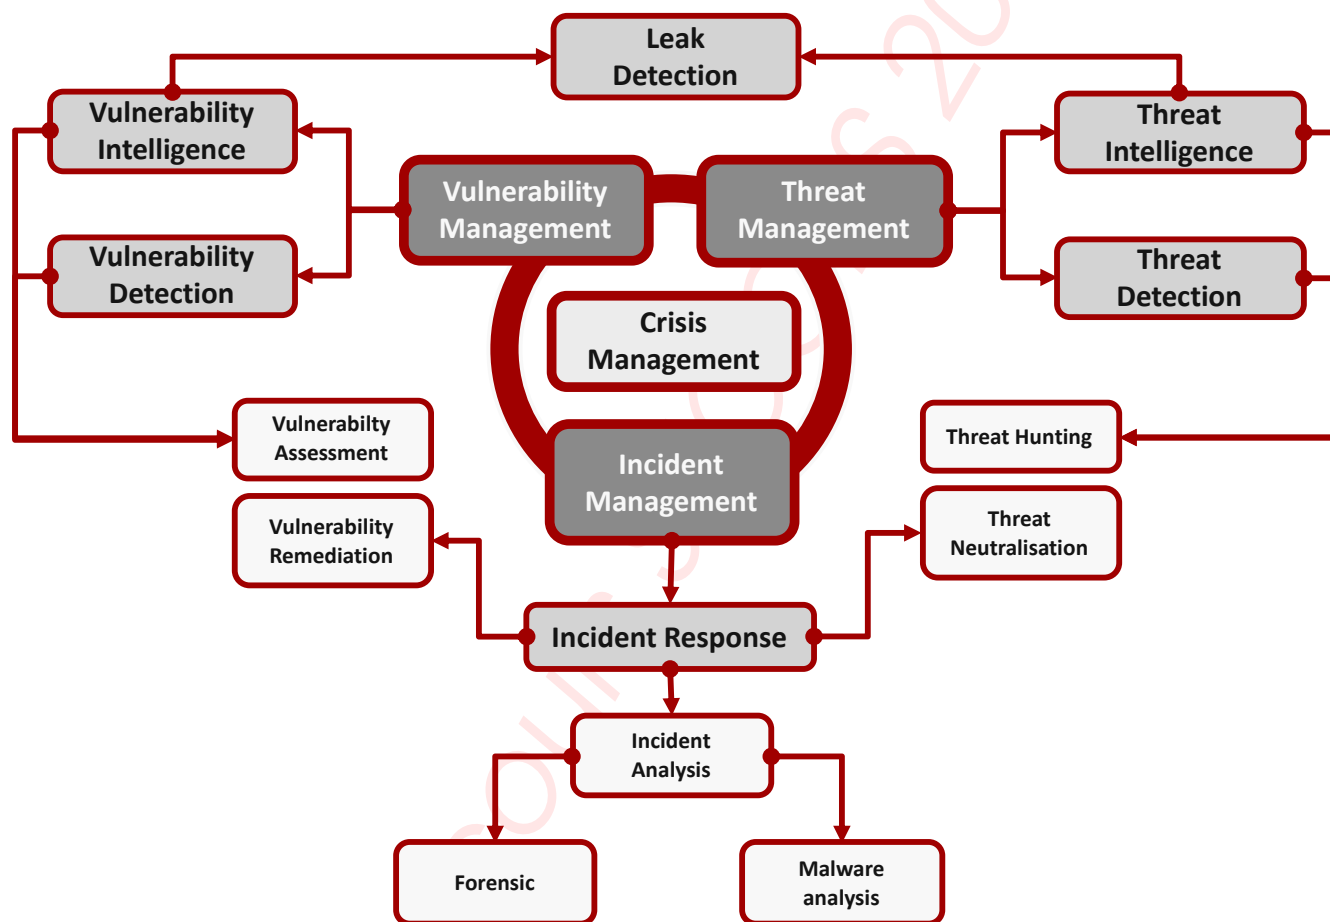 Leak
Detection
Vulnerability
Intelligence
Threat
Intelligence
Vulnerability
Management
Threat
Management
Vulnerability
Detection
Threat
Detection
Crisis
Management
Vulnerabilty
Assessment
Threat Hunting
Incident
Management
Vulnerability
Remediation
Threat
Neutralisation
Incident Response
Incident
Analysis
Forensic
Malware
analysis